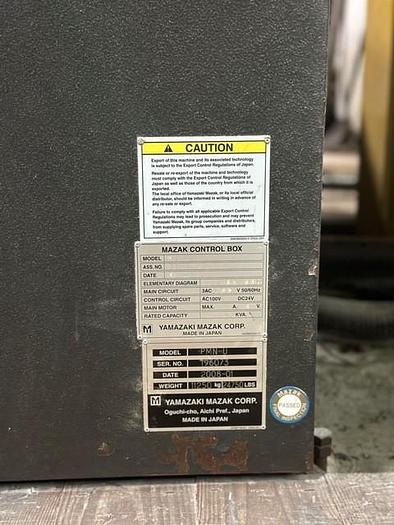 CAUTION
Export of this machine and its associated technology
is subject to the Export Control Regulations of Japan.
Resale or re-export of the machine and technology
must comply with the Export Control Regulations of
Japan as well as those of the country from which it is
exported.
The local office of Yamazaki Mazak, or its local official
distributor, should be informed in writing in advance of
any re-sale or export.
Failure to comply with all applicable Export Control
Regulations may lead to prosecution and may prevent
Yamazaki Mazak, its group companies and distributors,
from supplying spare parts, service, software and
support.
MAZAK CONTROL BOX
MODEL
ASS.NO.
DATE
ELEMENTARY DIAGRAM
MAIN CIRCUIT 3AC V 50/60Hz
CONTROL CIRCUIT AC100V DC24V
MAIN MOTOR MAX. A. V
RATED CAPACITY KVA.
M YAMAZAKI MAZAK CORP.
MADE IN JAPAN
MODEL PMN-U
SER. NO. 196073
DATE 2008-01
WEIGHT 11250 kg 24750 LBS
M YAMAZAKI MAZAK CORP.
Oguchi-cho, Aichi Pref., Japan
MADE IN JAPAN
MAZAK
PASSED